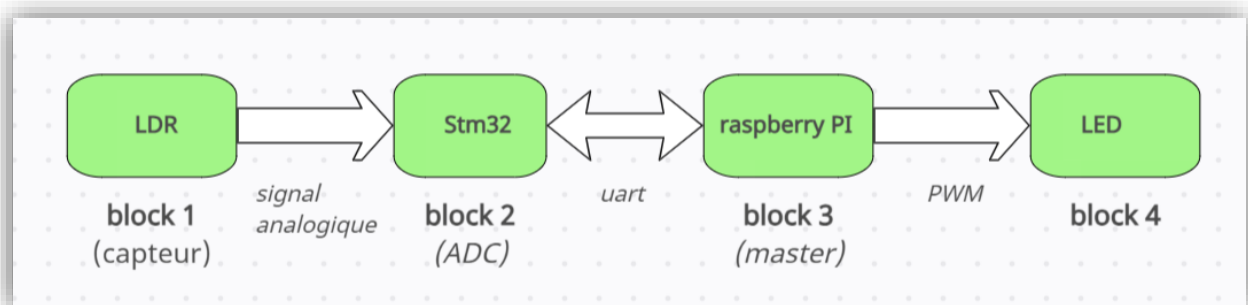 LDR
Stm32
raspberry PI
LED
signal
analogique
uart
PWM
block 1
(capteur)
block 2
(ADC)
block 3
(master)
block 4